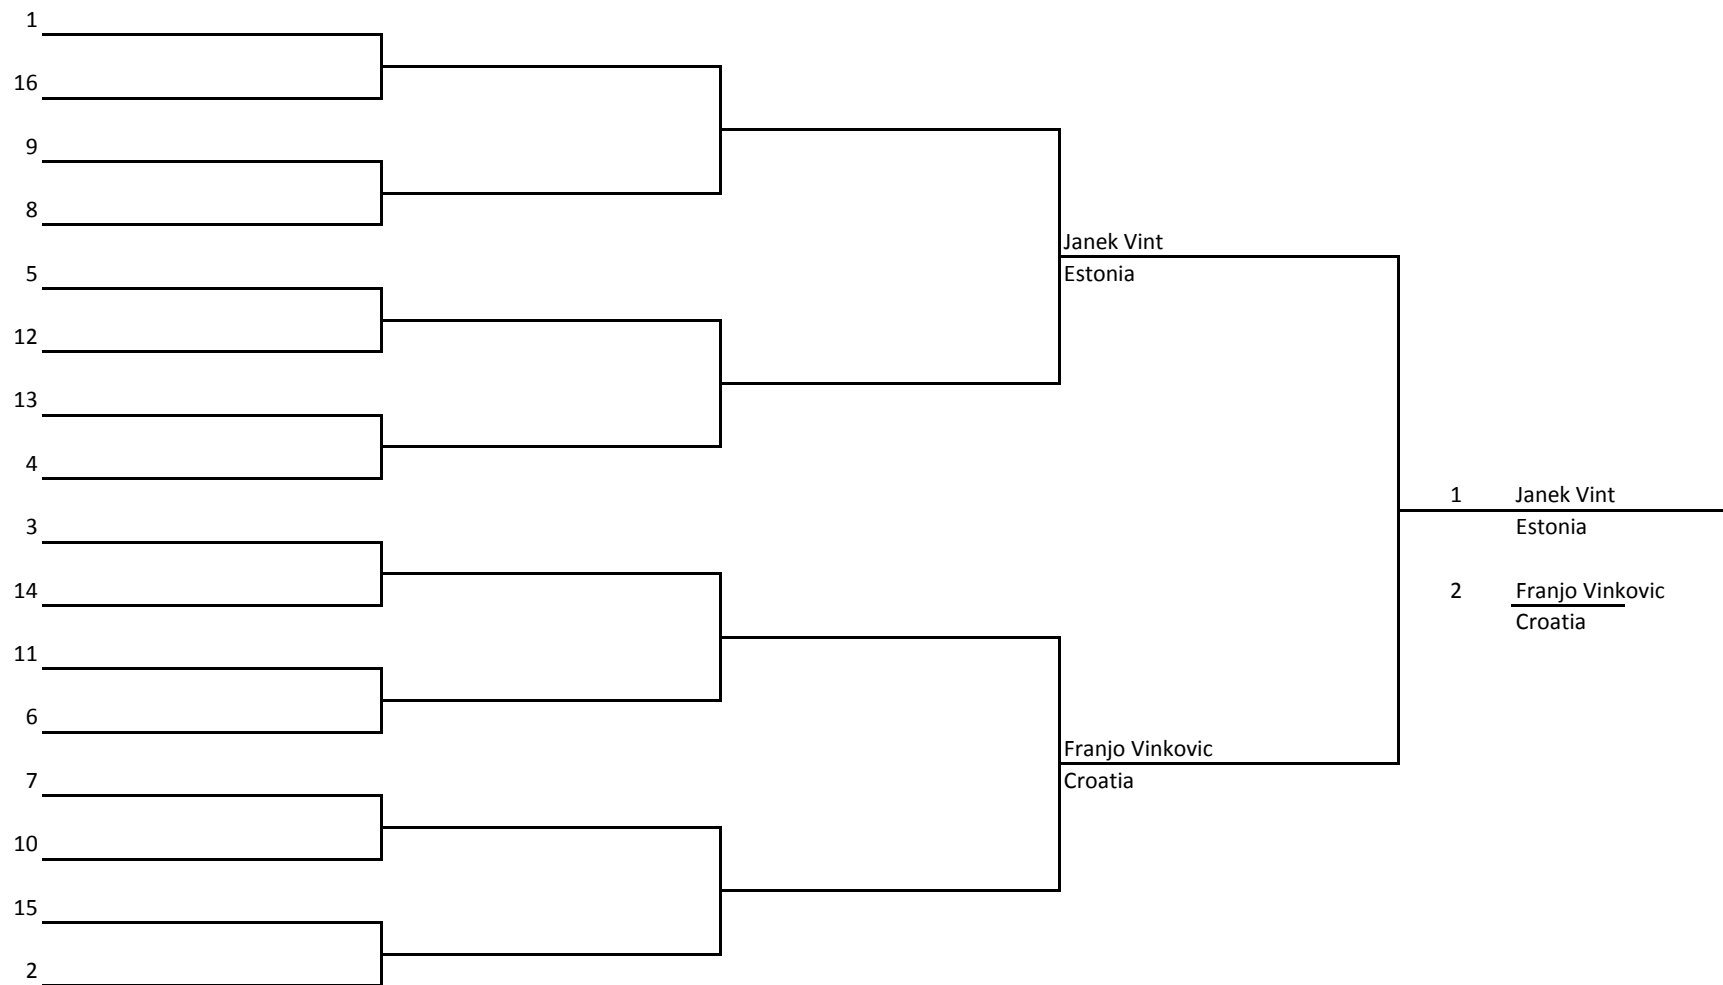 1
16
9
8
5
12
13
4
3
14
11
6
7
10
15
2
Janek Vint
Estonia
Franjo Vinkovic
Croatia
1 Janek Vint
Estonia
2 Franjo Vinkovic
Croatia